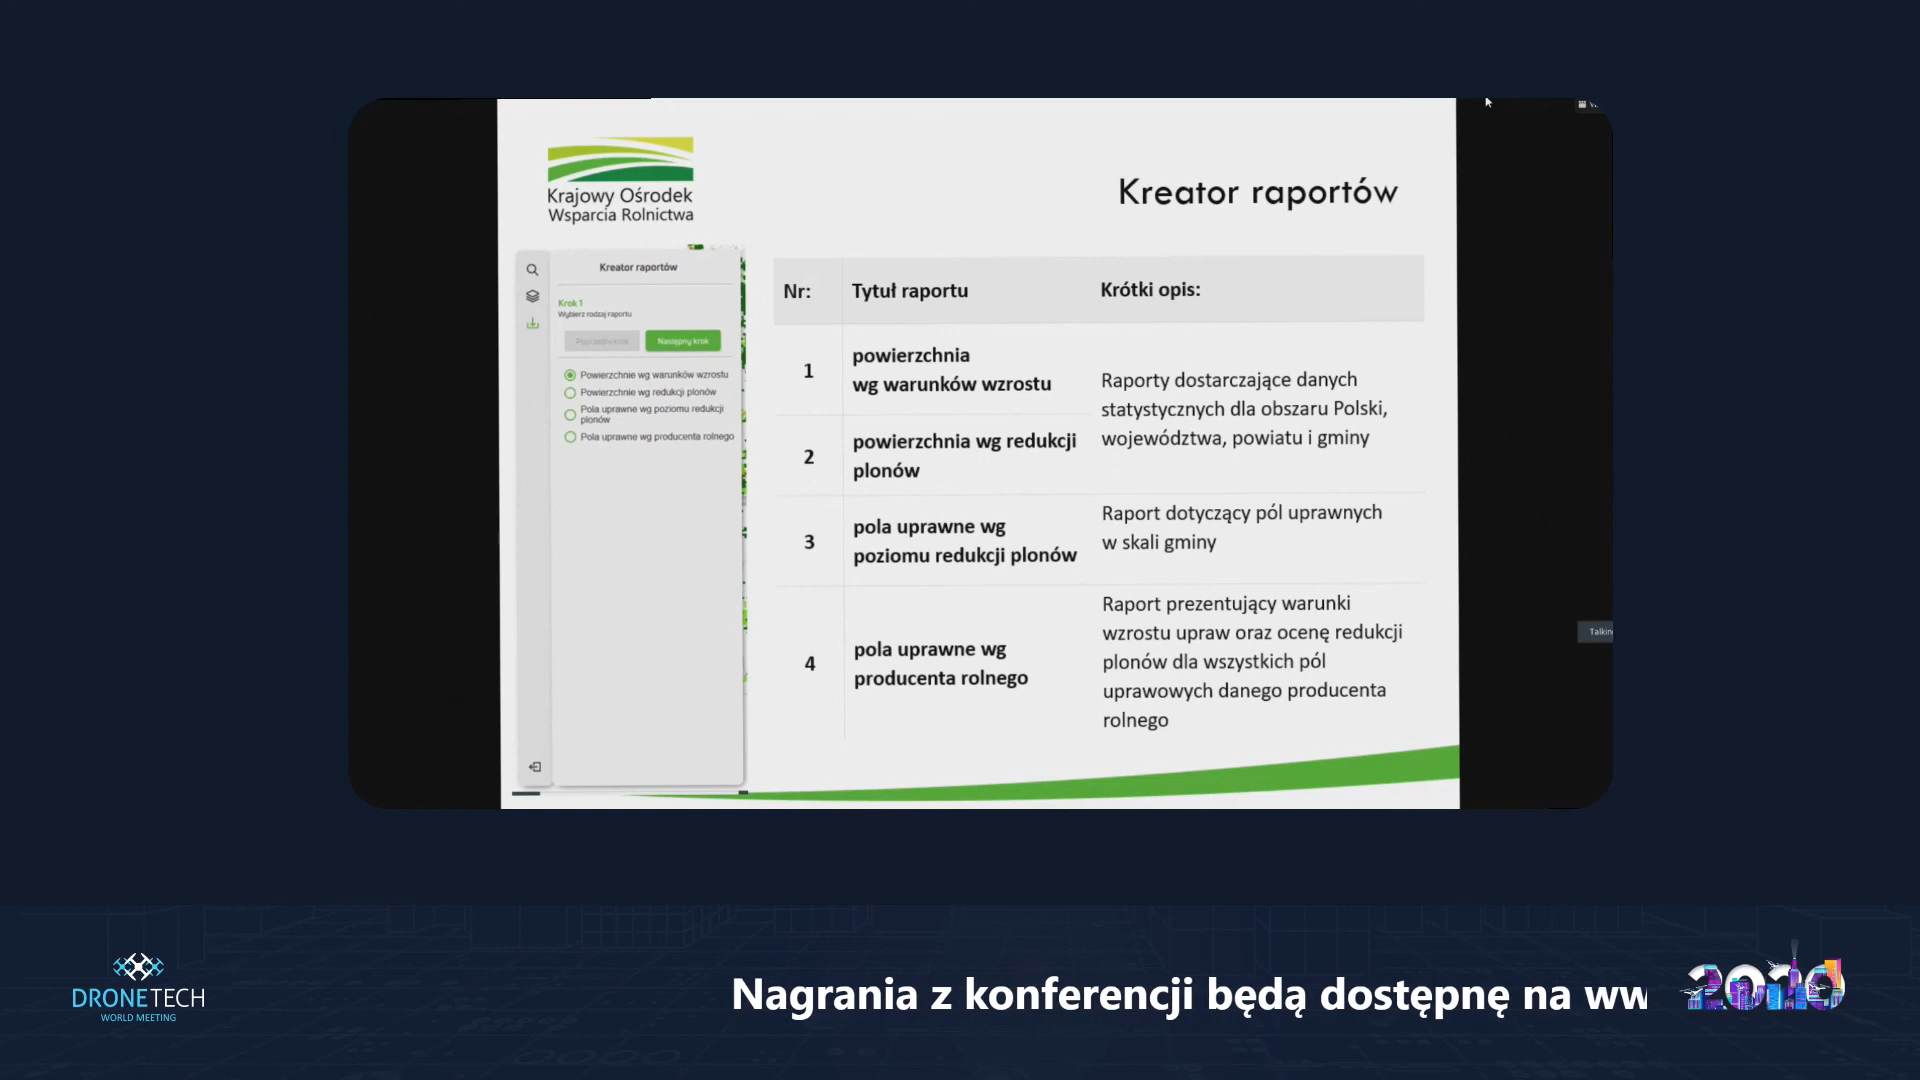 Krajowy Ośrodek
Wsparcia Rolnictwa
Kreator raportów
Kreator raportów
Krok 1
Wybierz rodzaj raportu
Poprzedni krok
Następny krok
Powierzchnie wg warunków wzrostu
Powierzchnie wg redukcji plonów
Pola uprawne wg poziomu redukcji
plonów
Pola uprawne wg producenta rolnego
Nr:
Tytuł raportu
Krótki opis:
1
powierzchnia
wg warunków wzrostu
Raporty dostarczające danych
statystycznych dla obszaru Polski,
województwa, powiatu i gminy
2
powierzchnia wg redukcji
plonów
3
pola uprawne wg
poziomu redukcji plonów
Raport dotyczący pól uprawnych
w skali gminy
4
pola uprawne wg
producenta rolnego
Raport prezentujący warunki
wzrostu upraw oraz ocenę redukcji
plonów dla wszystkich pól
uprawowych danego producenta
rolnego
DRONETECH
WORLD MEETING
Nagrania z konferencji będą dostępnę na ww
2020